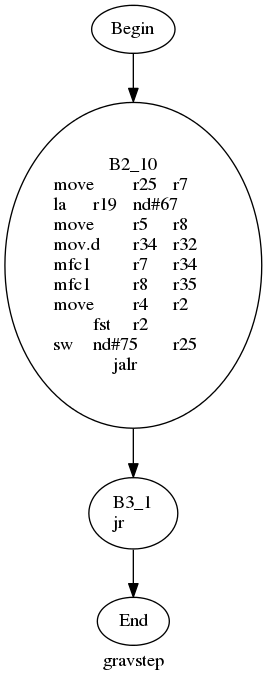 Begin
B2_10
move r25 r7
la r19 nd#67
move r5 r8
mov.d r34 r32
mfc1 r7 r34
mfc1 r8 r35
move r4 r2
fst r2
sw nd#75 r25
jalr
B3_1
jr
End
gravstep